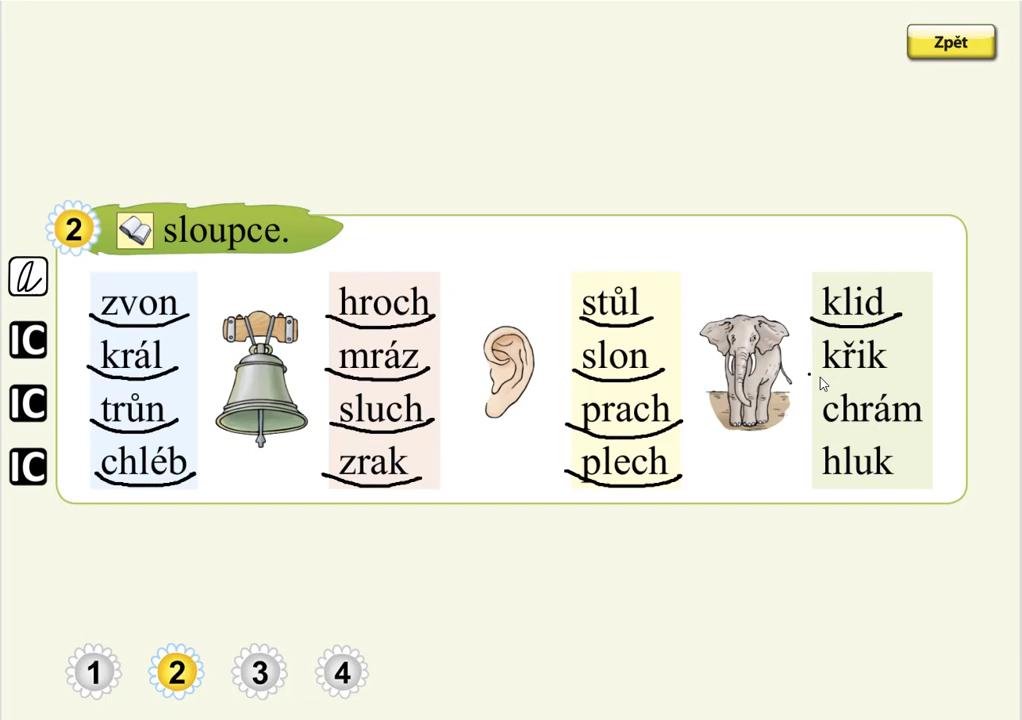 Zpět
2 sloupce.
a
IC
IC
IC
zvon
král
trůn
chléb
hroch
mráz
sluch
zrak
stůl
slon
prach
plech
klid
křik
chrám
hluk
1 2 3 4